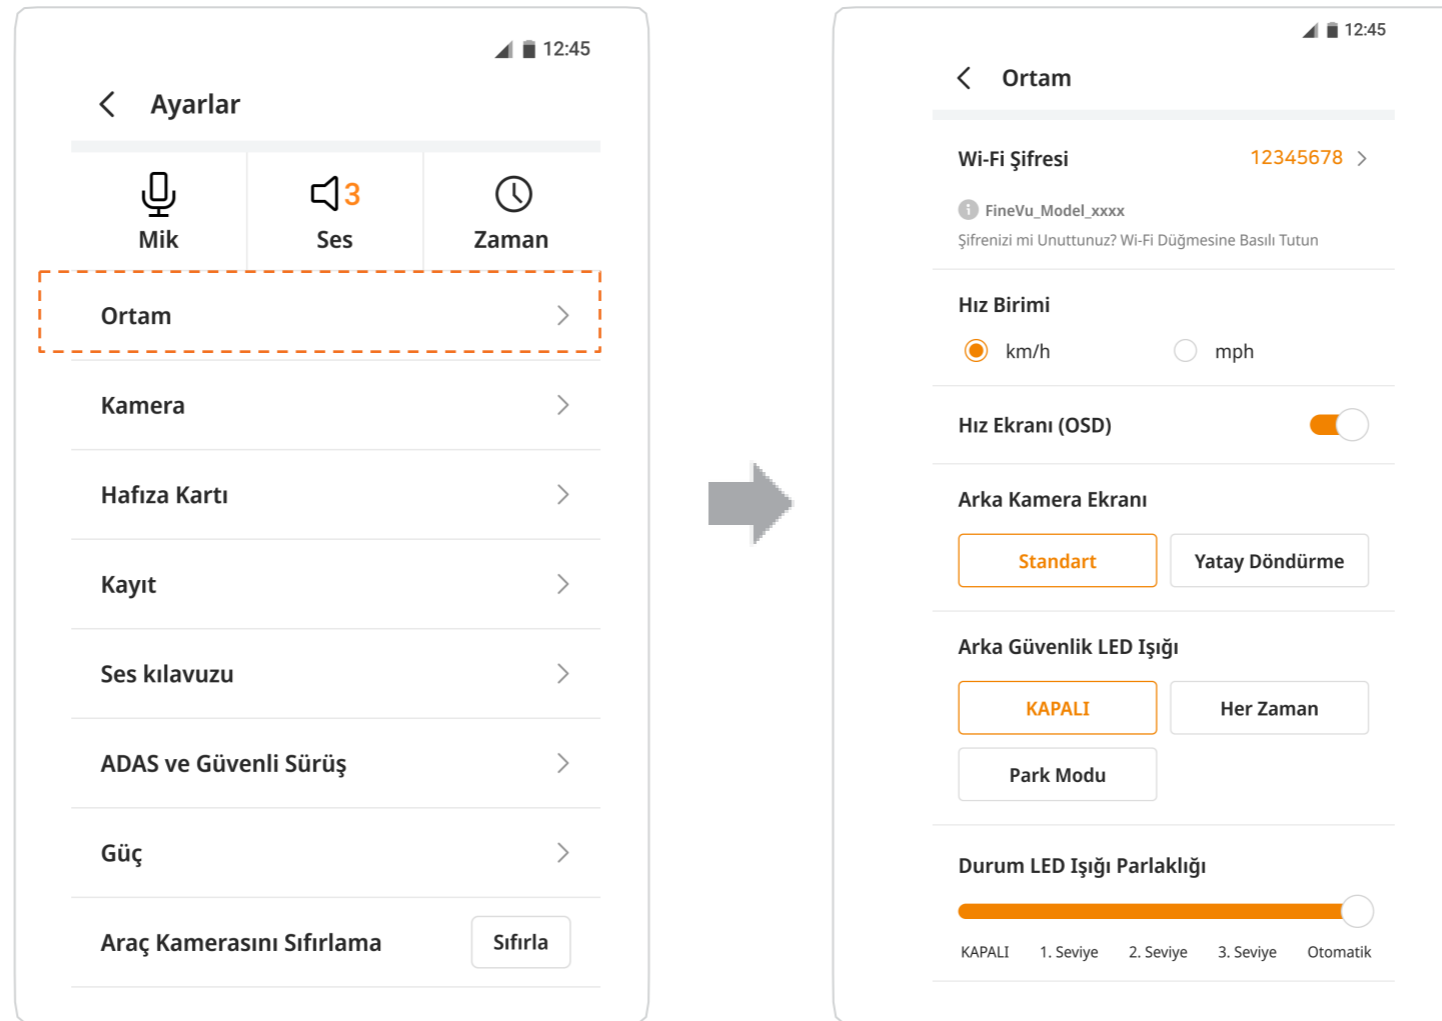 12:45
Ayarlar
3
Mik Ses Zaman
Ortam
Kamera
Hafıza Kartı
Kayıt
Ses kılavuzu
ADAS ve Güvenli Sürüş
Güç
Araç Kamerasını Sıfırlama Sıfırla
12:45
Ortam
Wi-Fi Şifresi 12345678
FineVu_Model_xxxx
Şifrenizi mi Unuttunuz? Wi-Fi Düğmesine Basılı Tutun
Hız Birimi
km/h mph
Hız Ekranı (OSD)
Arka Kamera Ekranı
Standart Yatay Döndürme
Arka Güvenlik LED Işığı
KAPALI Her Zaman
Park Modu
Durum LED Işığı Parlaklığı
KAPALI 1. Seviye 2. Seviye 3. Seviye Otomatik